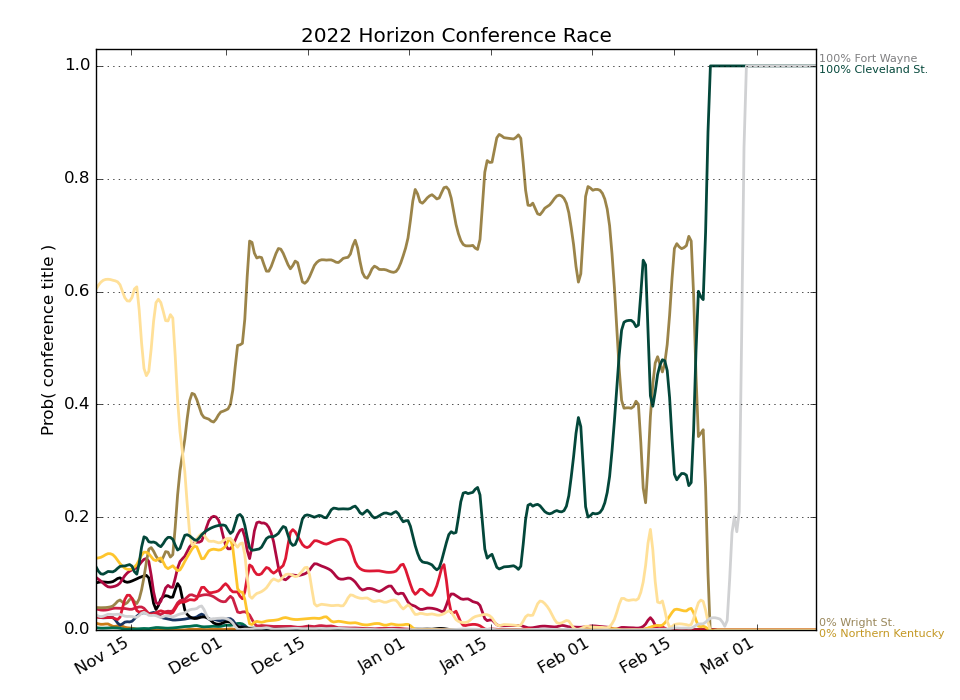 2022 Horizon Conference Race
1.0
0.8
0.6
0.4
0.2
0.0
Prob( conference title )
100% Fort Wayne
100% Cleveland St.
0% Wright St.
0% Northern Kentucky
Nov 15
Dec 01
Dec 15
Jan 01
Jan 15
Feb 01
Feb 15
Mar 01